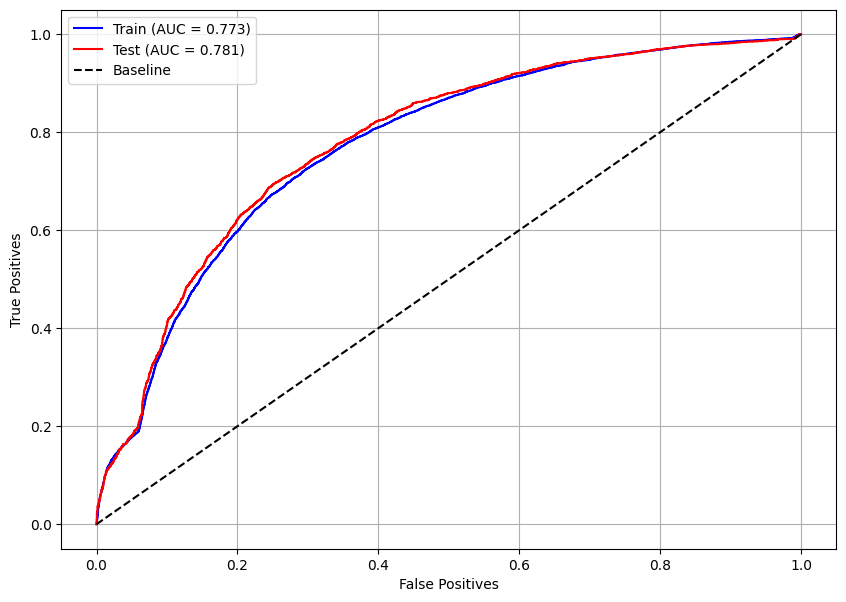 Train (AUC = 0.773)
Test (AUC = 0.781)
Baseline
1.0
0.8
0.6
0.4
0.2
0.0
True Positives
0.0 0.2 0.4 0.6 0.8 1.0
False Positives